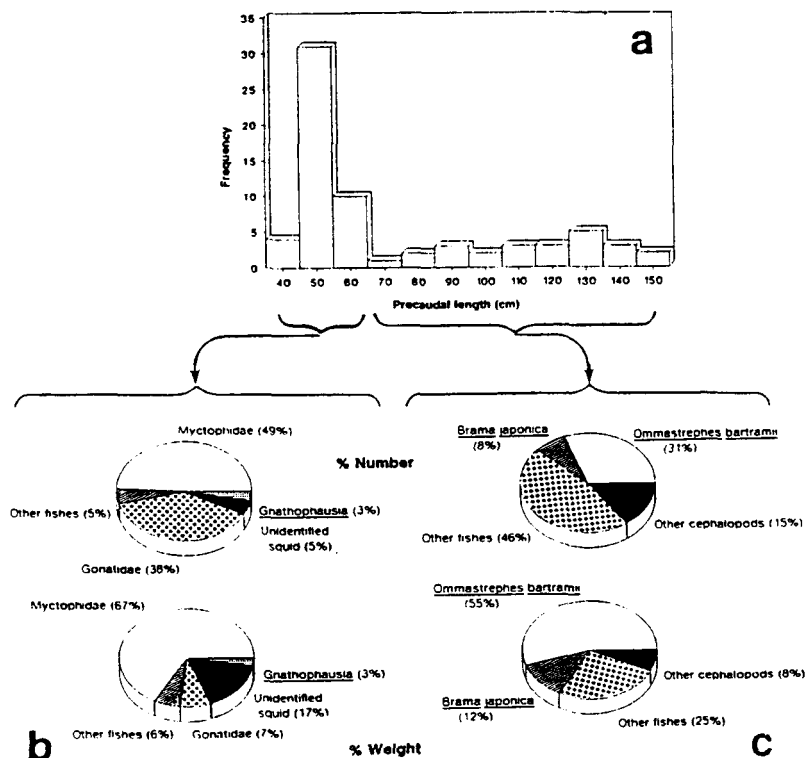 a
35
30
25
20
15
10
5
0
Frequency
40 50 60 70 80 90 100 110 120 130 140 150
Precaudal length (cm)
Myctophidae (49%)
% Number
Other fishes (5%)
Gnathophausia (3%)
Unidentified
squid (5%)
Gonatidae (38%)
Brama japonica
(8%)
Ommastrephes bartramii
(31%)
Other cephalopods (15%)
Other fishes (46%)
Myctophidae (67%)
Gnathophausia (3%)
Unidentified
squid (17%)
Other fishes (6%)
Gonatidae (7%)
b
% Weight
Ommastrephes bartramii
(55%)
Other cephalopods (8%)
Brama japonica
(12%)
Other fishes (25%)
c